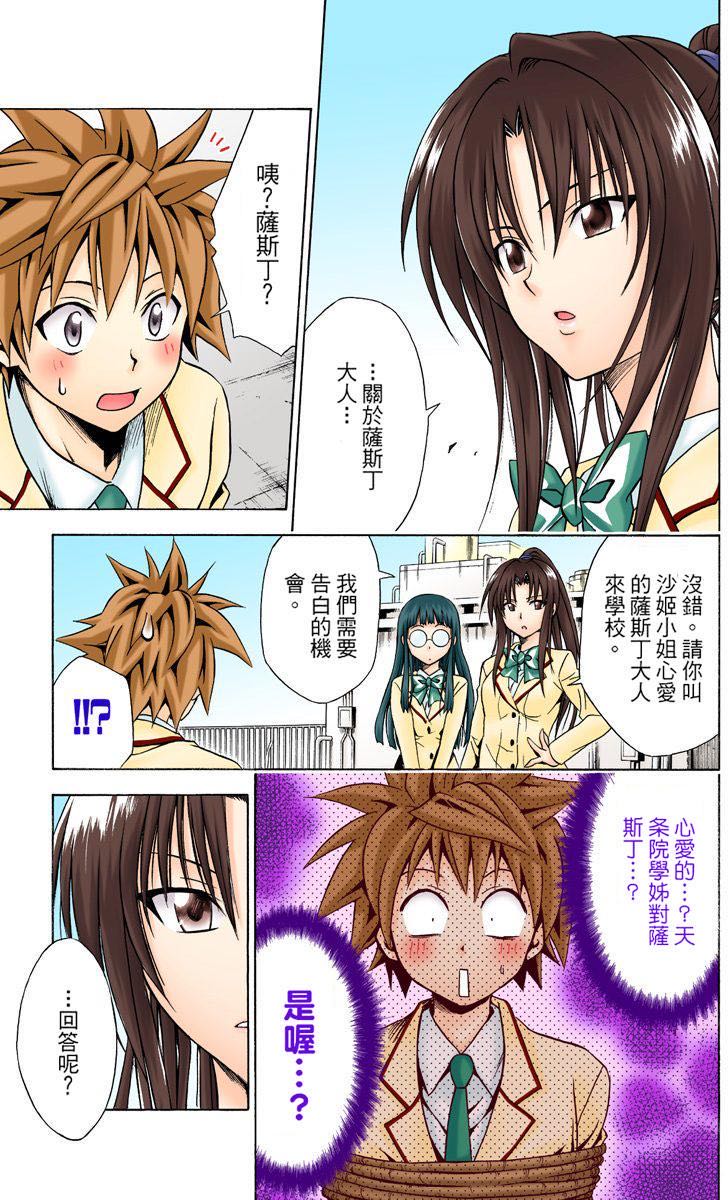 …關於薩斯丁
大人…
咦？薩斯丁？
沒錯。請你叫
沙姬小姐心愛
的薩斯丁大人
來學校。
我們需要
告白的機
會。
!!?
心愛的…？天
条院學姊對薩
斯丁…？
是喔…？
…回答呢？